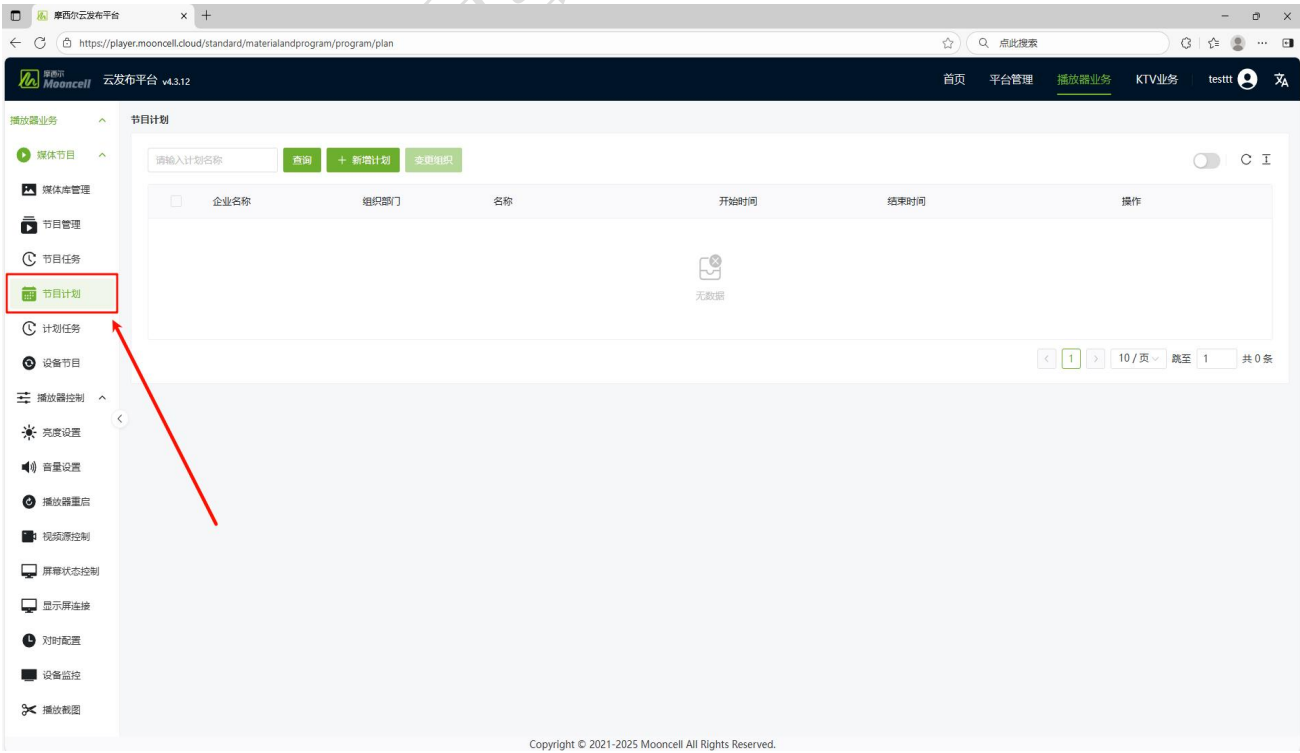 摩西尔云发布平台
https://player.mooncell.cloud/standard/materialandprogram/program/plan
点此搜索
摩西尔 Mooncell 云发布平台 v4.3.12
首页 平台管理 播放器业务 KTV业务 testtt
播放器业务
节目计划
媒体节目
请输入计划名称 查询 + 新增计划 变更组织
媒体库管理
企业名称 组织部门 名称 开始时间 结束时间 操作
节目管理
节目任务
节目计划
无数据
计划任务
设备节目
1 10 / 页 跳至 1 共 0 条
播放器控制
亮度设置
音量设置
播放器重启
视频源控制
屏幕状态控制
显示屏连接
对时配置
设备监控
播放截图
Copyright © 2021-2025 Mooncell All Rights Reserved.